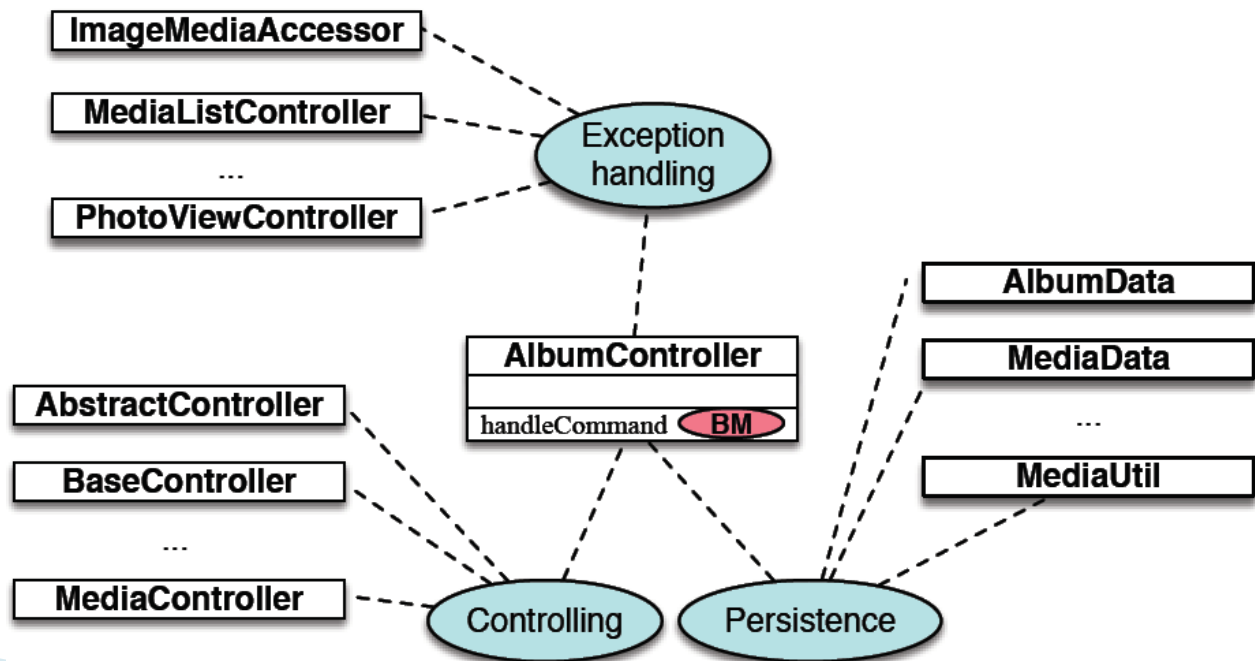 ImageMediaAccessor
MediaListController
...
PhotoViewController
Exception
handling
AlbumController
handleCommand BM
AbstractController
BaseController
...
MediaController
AlbumData
MediaData
...
MediaUtil
Controlling
Persistence